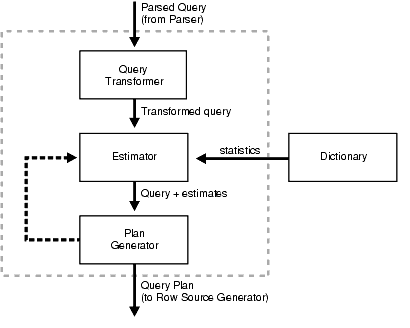 Parsed Query
(from Parser)
Query
Transformer
Transformed query
Estimator
statistics
Dictionary
Query + estimates
Plan
Generator
Query Plan
(to Row Source Generator)